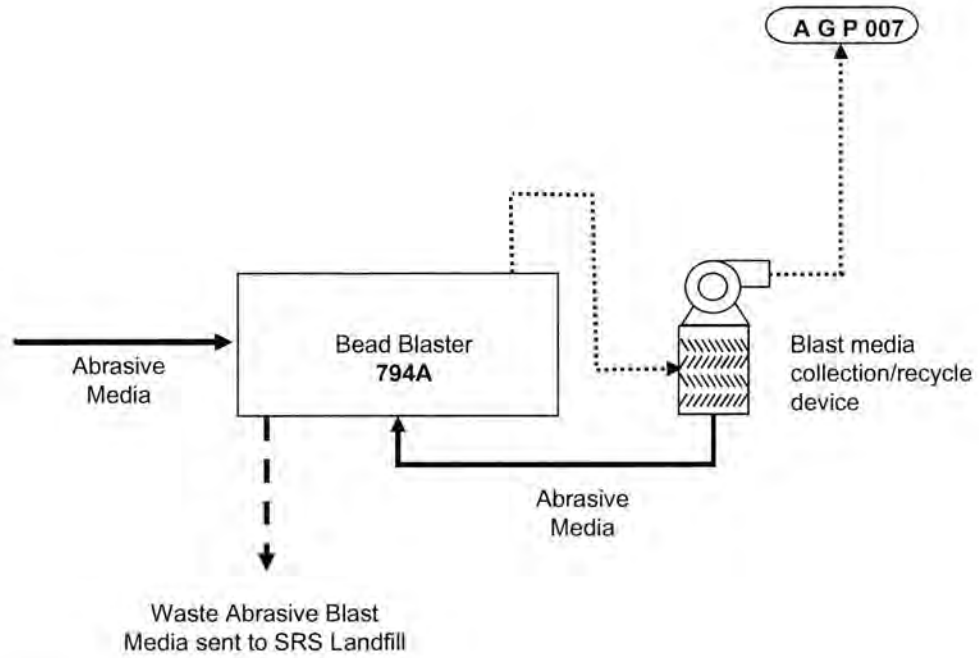 A G P 007
Bead Blaster
794A
Abrasive
Media
Blast media
collection/recycle
device
Abrasive
Media
Waste Abrasive Blast
Media sent to SRS Landfill